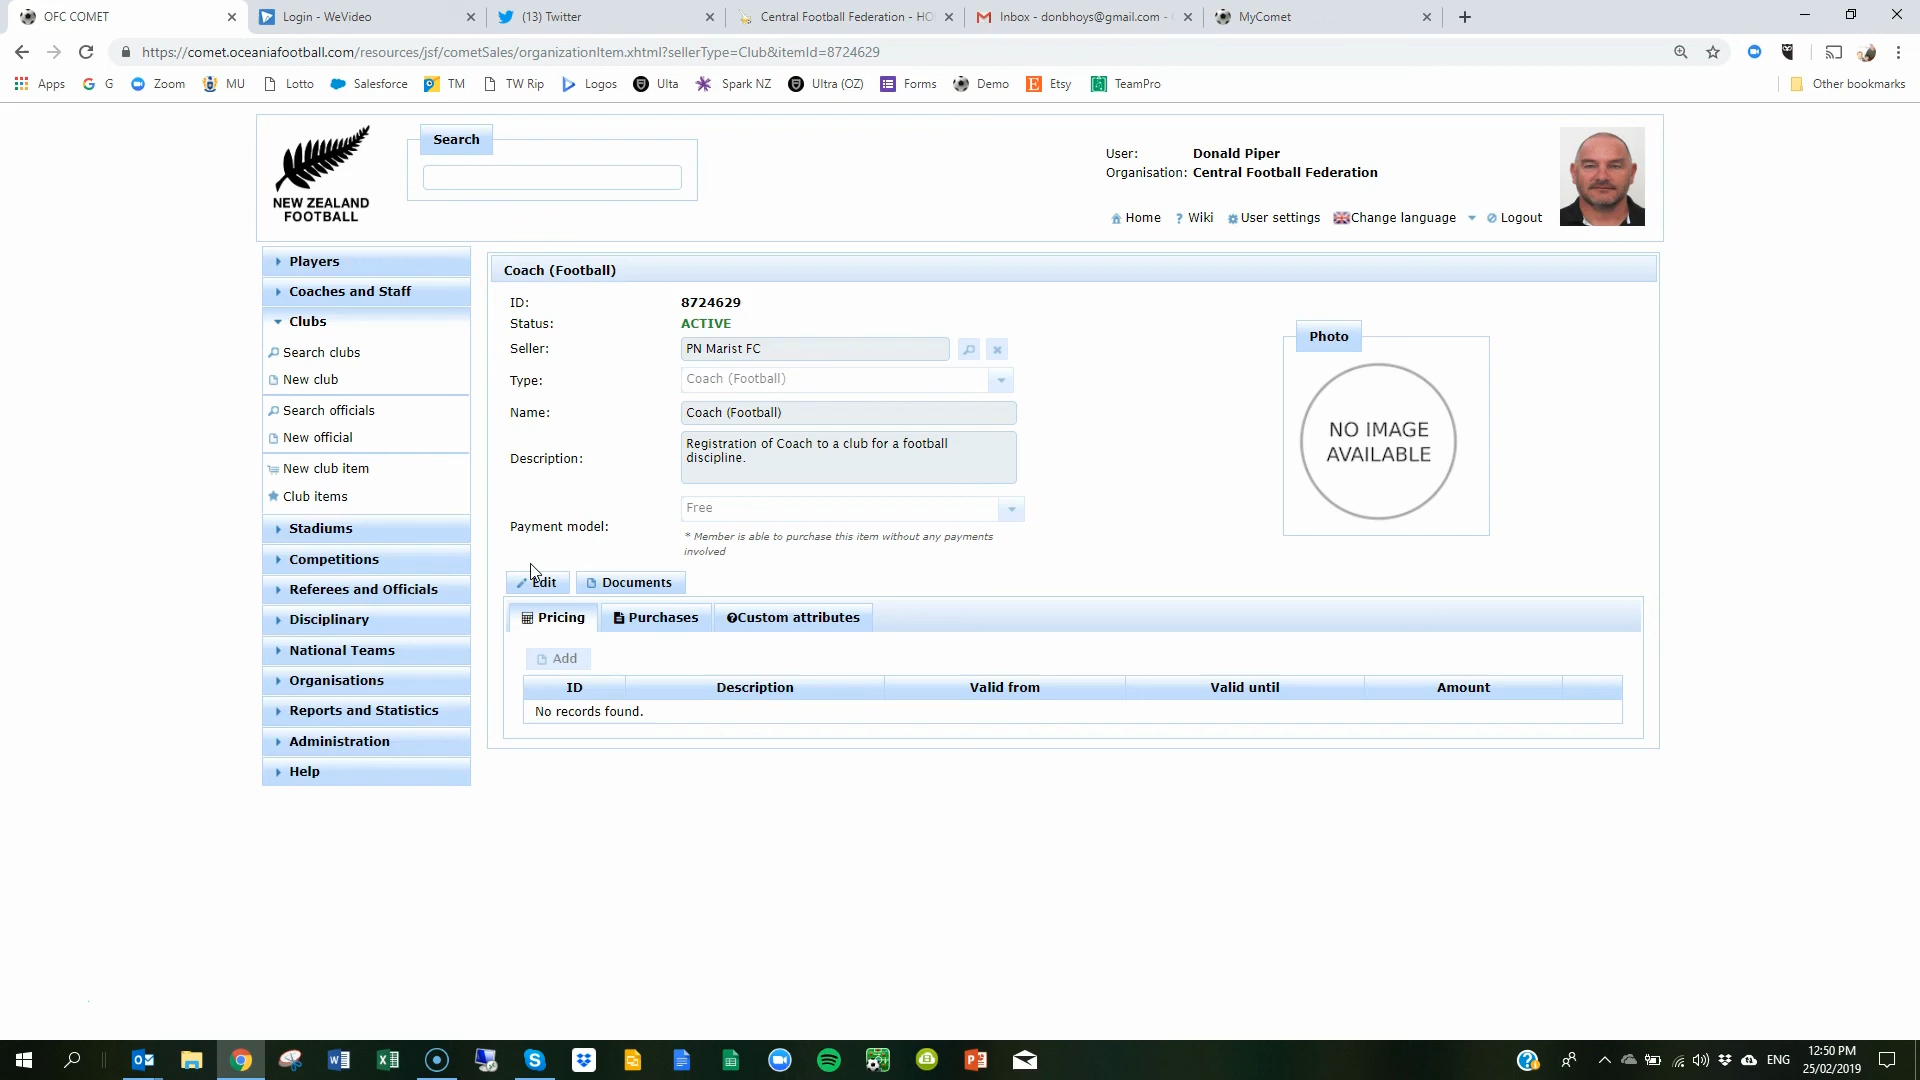 OFC COMET
Login - WeVideo
(13) Twitter
Central Football Federation - HO
Inbox - donbhoys@gmail.com -
MyComet
https://comet.oceaniafootball.com/resources/jsf/cometSales/organizationItem.xhtml?sellerType=Club&itemId=8724629
Apps
G
Zoom
MU
Lotto
Salesforce
TM
TW Rip
Logos
Ulta
Spark NZ
Ultra (OZ)
Forms
Demo
Etsy
TeamPro
Other bookmarks
NEW ZEALAND
FOOTBALL
Search
User: Donald Piper
Organisation: Central Football Federation
Home
Wiki
User settings
Change language
Logout
Players
Coaches and Staff
Clubs
Search clubs
New club
Search officials
New official
New club item
Club items
Stadiums
Competitions
Referees and Officials
Disciplinary
National Teams
Organisations
Reports and Statistics
Administration
Help
Coach (Football)
ID: 8724629
Status: ACTIVE
Seller: PN Marist FC
Type: Coach (Football)
Name: Coach (Football)
Description: Registration of Coach to a club for a football
discipline.
Payment model: Free
* Member is able to purchase this item without any payments
involved
Photo
NO IMAGE
AVAILABLE
Edit
Documents
Pricing
Purchases
Custom attributes
Add
ID Description Valid from Valid until Amount
No records found.
ENG
12:50 PM
25/02/2019